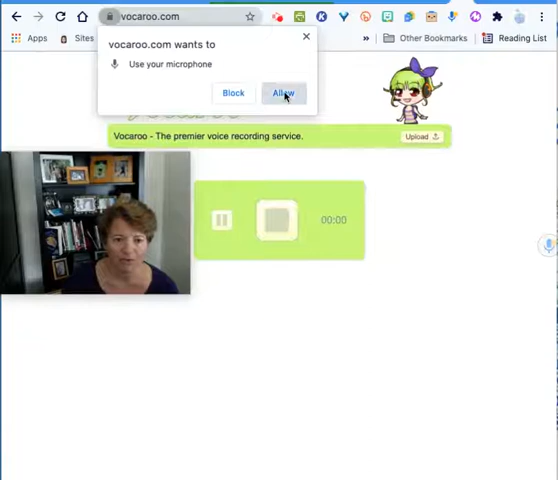 vocaroo.com
vocaroo.com wants to
Use your microphone
Block
Allow
Apps
Sites
»
Other Bookmarks
Reading List
Vocaroo - The premier voice recording service.
Upload
00:00